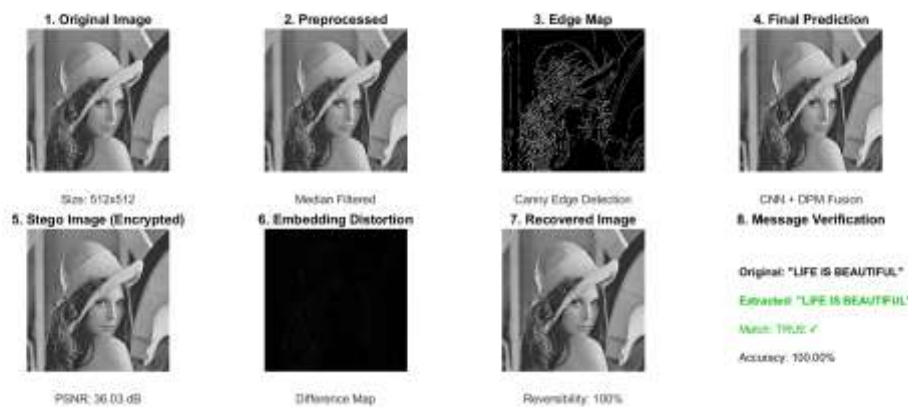 1. Original Image
2. Preprocessed
3. Edge Map
4. Final Prediction
Size: 512x512
Median Filtered
Canny Edge Detection
CNN + DPM Fusion
5. Stego Image (Encrypted)
6. Embedding Distortion
7. Recovered Image
8. Message Verification
Original: "LIFE IS BEAUTIFUL"
Extracted: "LIFE IS BEAUTIFUL"
Match: TRUE ✓
Accuracy: 100.00%
PSNR: 36.03 dB
Difference Map
Reversibility: 100%